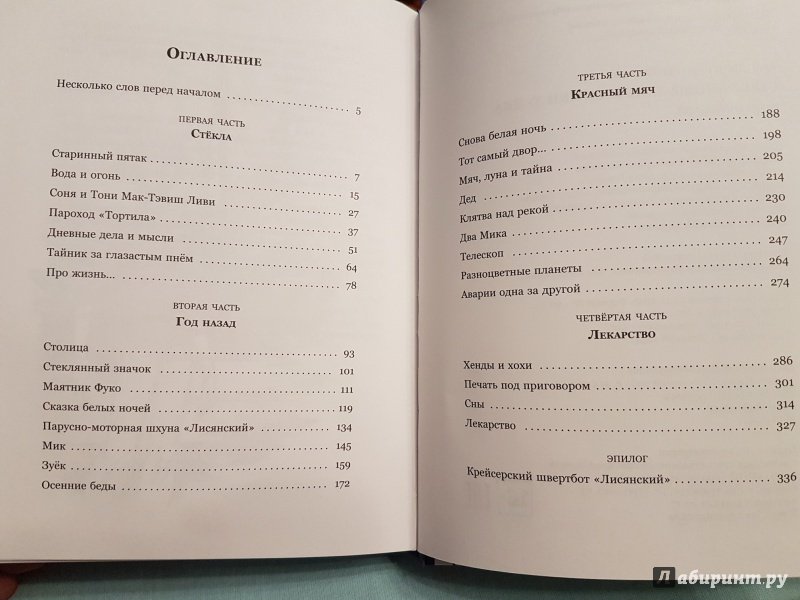 Оглавление
Несколько слов перед началом 5
первая часть
Стёкла
Старинный пятак 7
Вода и огонь 15
Соня и Тони Мак-Тэвиш Ливи 27
Пароход «Тортила» 37
Дневные дела и мысли 51
Тайник за глазастым пнём 64
Про жизнь... 78
вторая часть
Год назад
Столица 93
Стеклянный значок 101
Маятник Фуко 111
Сказка белых ночей 119
Парусно-моторная шхуна «Лисянский» 134
Мик 145
Зуёк 159
Осенние беды 172
третья часть
Красный мяч
Снова белая ночь 188
Тот самый двор... 198
Мяч, луна и тайна 205
Дед 214
Клятва над рекой 230
Два Мика 240
Телескоп 247
Разноцветные планеты 264
Аварии одна за другой 274
четвёртая часть
Лекарство
Хенды и хохи 286
Печать под приговором 301
Сны 314
Лекарство 327
эпилог
Крейсерский швертбот «Лисянский» 336
Лабиринт.ру